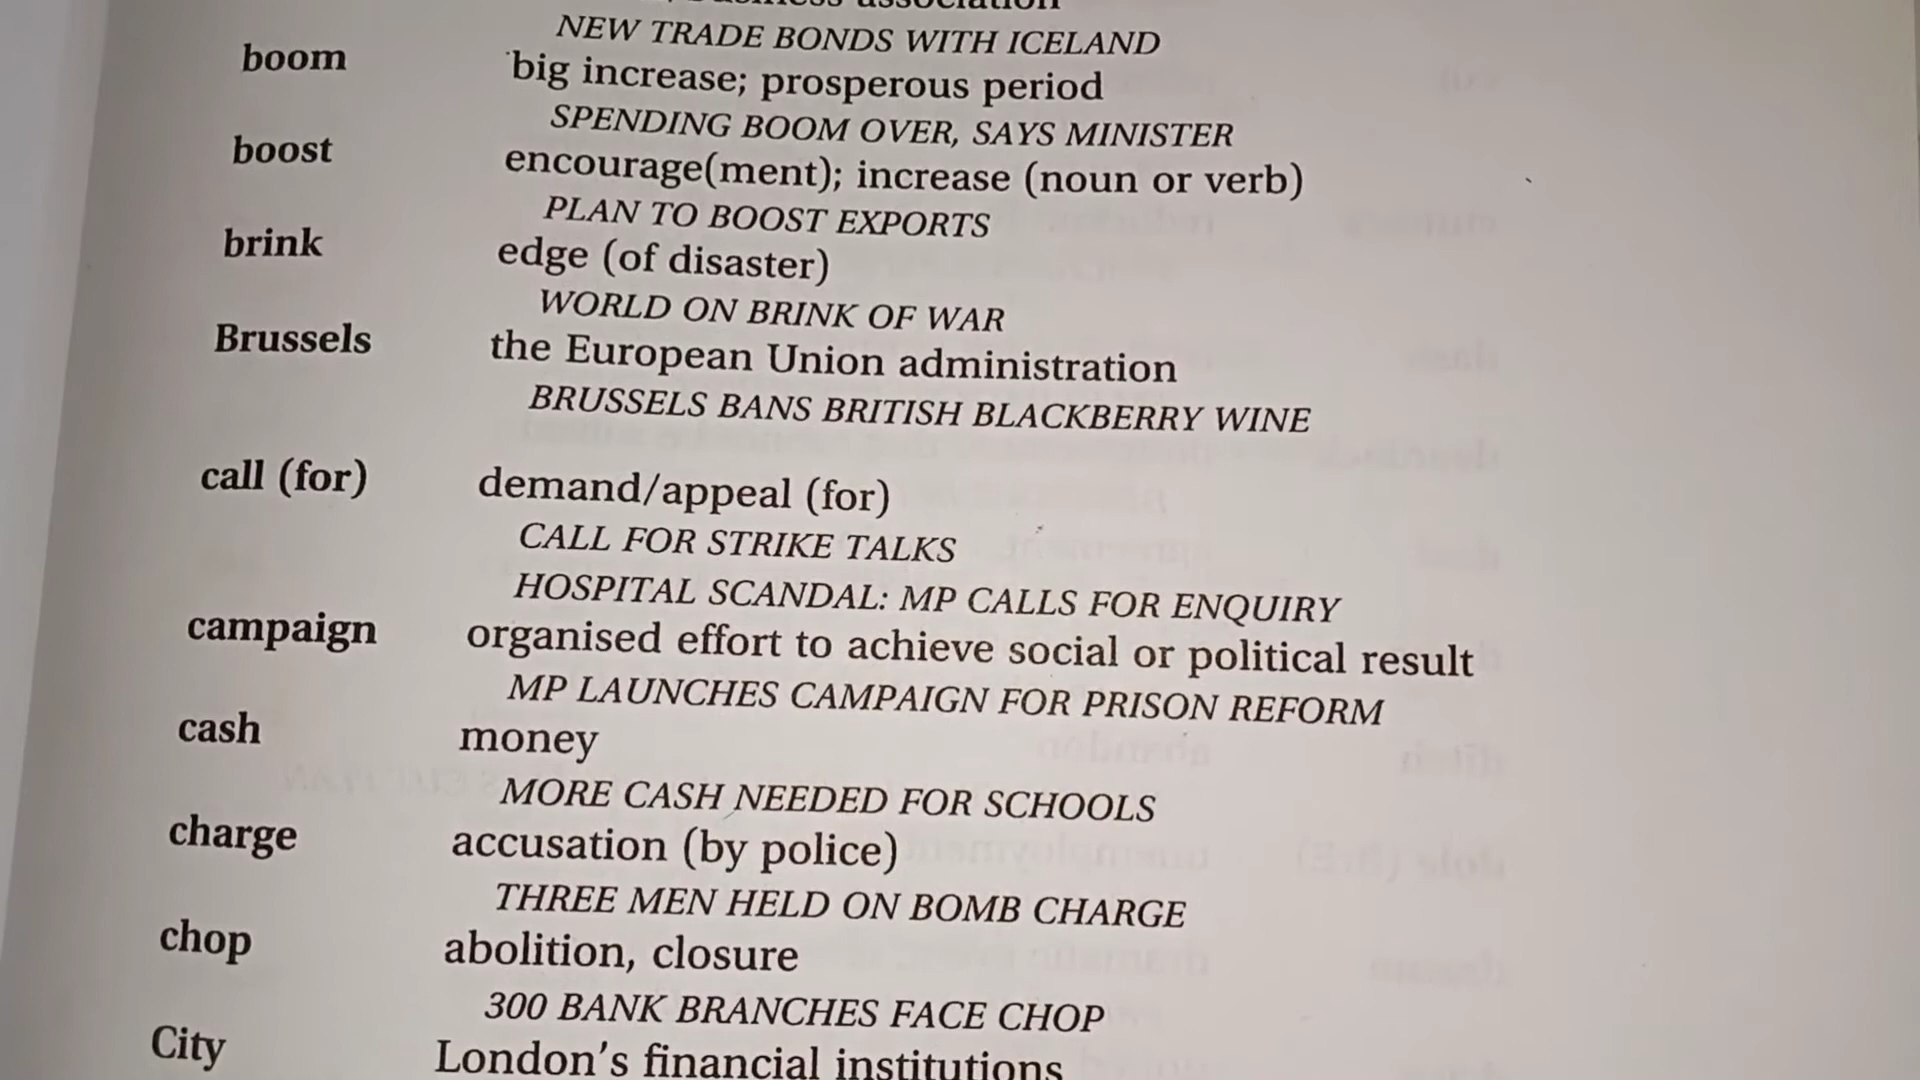 business association
NEW TRADE BONDS WITH ICELAND
boom big increase; prosperous period
SPENDING BOOM OVER, SAYS MINISTER
boost encourage(ment); increase (noun or verb)
PLAN TO BOOST EXPORTS
brink edge (of disaster)
WORLD ON BRINK OF WAR
Brussels the European Union administration
BRUSSELS BANS BRITISH BLACKBERRY WINE
call (for) demand/appeal (for)
CALL FOR STRIKE TALKS
HOSPITAL SCANDAL: MP CALLS FOR ENQUIRY
campaign organised effort to achieve social or political result
MP LAUNCHES CAMPAIGN FOR PRISON REFORM
cash money
MORE CASH NEEDED FOR SCHOOLS
charge accusation (by police)
THREE MEN HELD ON BOMB CHARGE
chop abolition, closure
300 BANK BRANCHES FACE CHOP
City London's financial institutions